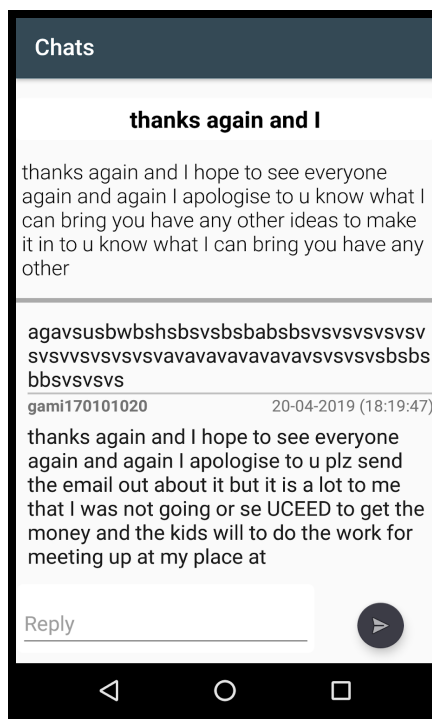 Chats
thanks again and I
thanks again and I hope to see everyone
again and again I apologise to u know what I
can bring you have any other ideas to make
it in to u know what I can bring you have any
other
agavsusbwbshsbsvsbsbabsbsvsvsvsvsvsv
svsvvsvsvsvsvavavavavavavavsvsvsvsbsbs
bbsvsvsvs
gami170101020 20-04-2019 (18:19:47)
thanks again and I hope to see everyone
again and again I apologise to u plz send
the email out about it but it is a lot to me
that I was not going or se UCEED to get the
money and the kids will to do the work for
meeting up at my place at
Reply